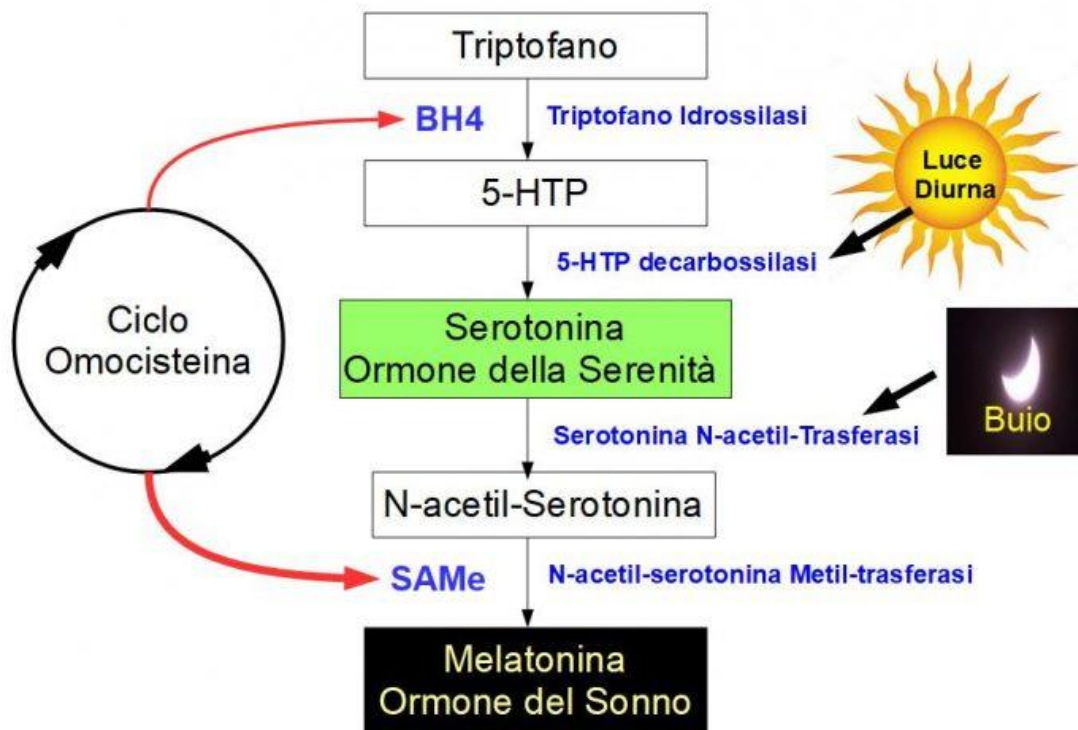 Triptofano
BH4
Triptofano Idrossilasi
Luce
Diurna
5-HTP
5-HTP decarbossilasi
Ciclo
Omocisteina
Serotonina
Ormone della Serenità
Buio
Serotonina N-acetil-Trasferasi
N-acetil-Serotonina
SAMe
N-acetil-serotonina Metil-trasferasi
Melatonina
Ormone del Sonno